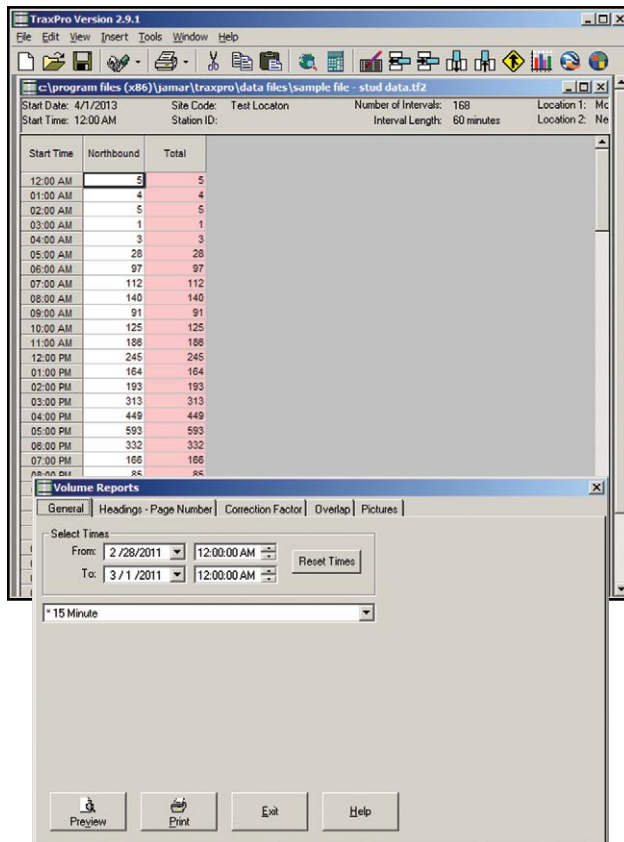 TraxPro Version 2.9.1
File Edit View Insert Tools Window Help
c:\program files (x86)\jamar\traxpro\data files\sample file - stud data.tf2
Start Date: 4/1/2013 Site Code: Test Locaton Number of Intervals: 168 Location 1: Mc
Start Time: 12:00 AM Station ID: Interval Length: 60 minutes Location 2: Ne
Start Time Northbound Total
12:00 AM 5 5
01:00 AM 4 4
02:00 AM 5 5
03:00 AM 1 1
04:00 AM 3 3
05:00 AM 28 28
06:00 AM 97 97
07:00 AM 112 112
08:00 AM 140 140
09:00 AM 91 91
10:00 AM 125 125
11:00 AM 186 186
12:00 PM 245 245
01:00 PM 164 164
02:00 PM 193 193
03:00 PM 313 313
04:00 PM 449 449
05:00 PM 593 593
06:00 PM 332 332
07:00 PM 166 166
08:00 PM 85 85
Volume Reports
General Headings - Page Number Correction Factor Overlap Pictures
Select Times
From: 2 /28/2011 12:00:00 AM
Reset Times
To: 3 / 1 /2011 12:00:00 AM
* 15 Minute
Preview Print Exit Help